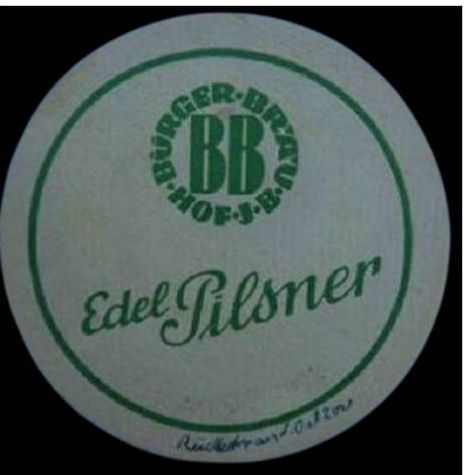 BÜRGER·BRÄU
BB
·HOF·J·B·
Edel Pilsner